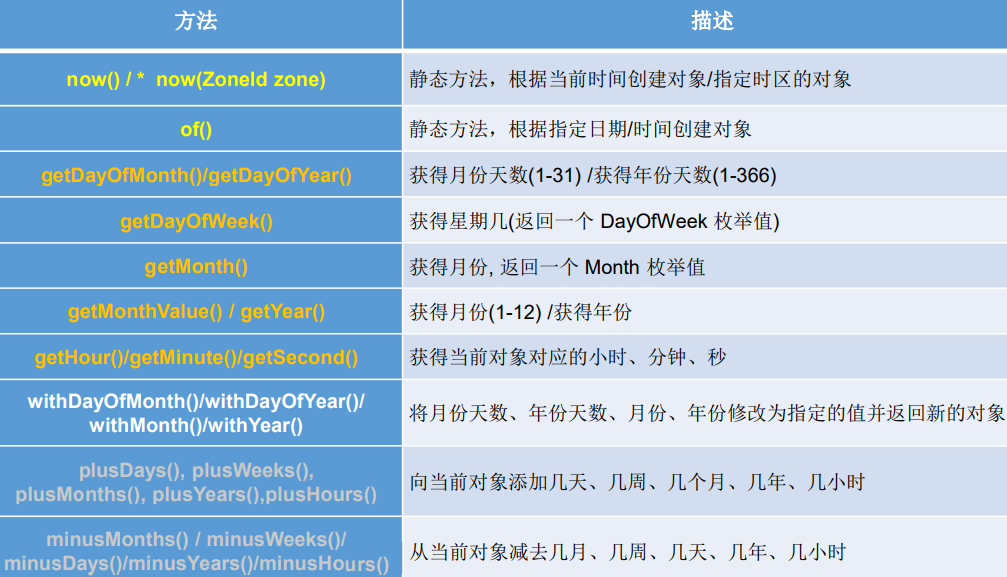 方法 描述
now() / * now(ZoneId zone) 静态方法，根据当前时间创建对象/指定时区的对象
of() 静态方法，根据指定日期/时间创建对象
getDayOfMonth()/getDayOfYear() 获得月份天数(1-31) /获得年份天数(1-366)
getDayOfWeek() 获得星期几(返回一个 DayOfWeek 枚举值)
getMonth() 获得月份, 返回一个 Month 枚举值
getMonthValue() / getYear() 获得月份(1-12) /获得年份
getHour()/getMinute()/getSecond() 获得当前对象对应的小时、分钟、秒
withDayOfMonth()/withDayOfYear()/
withMonth()/withYear() 将月份天数、年份天数、月份、年份修改为指定的值并返回新的对象
plusDays(), plusWeeks(),
plusMonths(), plusYears(),plusHours() 向当前对象添加几天、几周、几个月、几年、几小时
minusMonths() / minusWeeks()/
minusDays()/minusYears()/minusHours() 从当前对象减去几月、几周、几天、几年、几小时